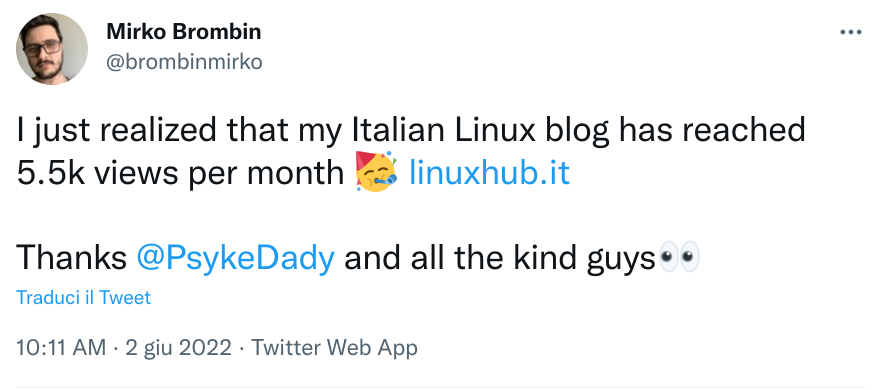 Mirko Brombin
@brombinmirko
I just realized that my Italian Linux blog has reached
5.5k views per month 🥳 linuxhub.it
Thanks @PsykeDady and all the kind guys👀
Traduci il Tweet
10:11 AM · 2 giu 2022 · Twitter Web App